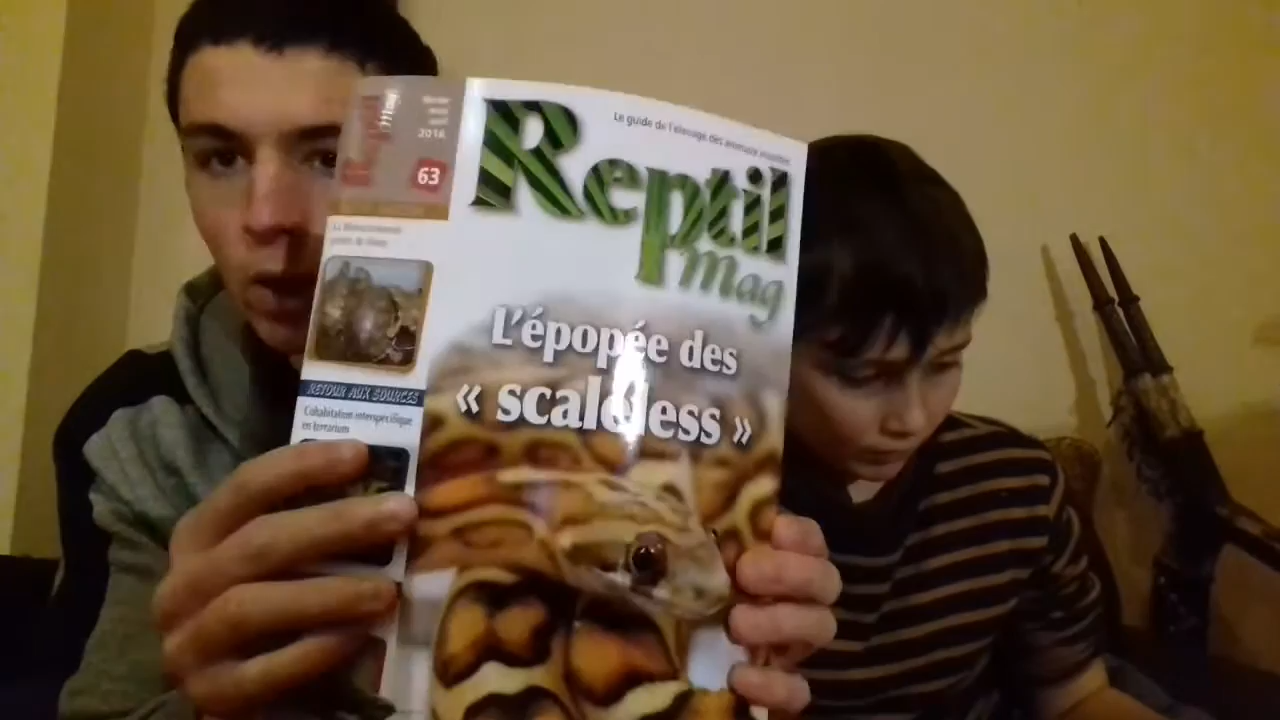 2016
63
Le guide de l'élevage des animaux insolites
Reptil
Mag
L'épopée des
« scaleless »
RETOUR AUX SOURCES
Cohabitation interspécifique
en terrarium